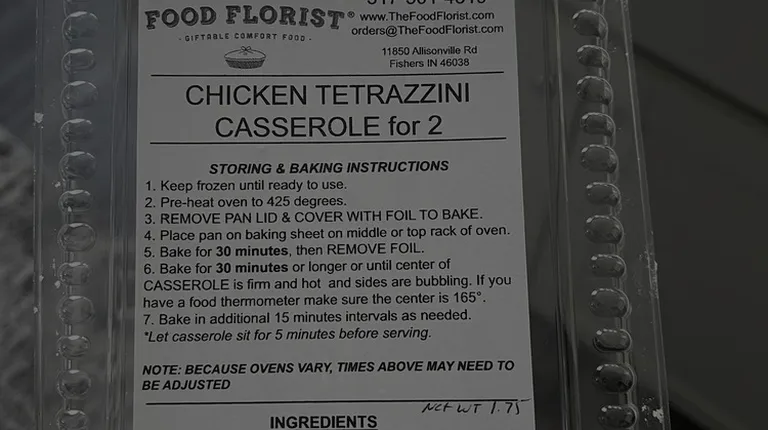 FOOD FLORIST®
· GIFTABLE COMFORT FOOD ·
www.TheFoodFlorist.com
orders@TheFoodFlorist.com
11850 Allisonville Rd
Fishers IN 46038
CHICKEN TETRAZZINI
CASSEROLE for 2
STORING & BAKING INSTRUCTIONS
1. Keep frozen until ready to use.
2. Pre-heat oven to 425 degrees.
3. REMOVE PAN LID & COVER WITH FOIL TO BAKE.
4. Place pan on baking sheet on middle or top rack of oven.
5. Bake for 30 minutes, then REMOVE FOIL.
6. Bake for 30 minutes or longer or until center of
CASSEROLE is firm and hot and sides are bubbling. If you
have a food thermometer make sure the center is 165°.
7. Bake in additional 15 minutes intervals as needed.
*Let casserole sit for 5 minutes before serving.
NOTE: BECAUSE OVENS VARY, TIMES ABOVE MAY NEED TO
BE ADJUSTED
NET WT 1.75
INGREDIENTS